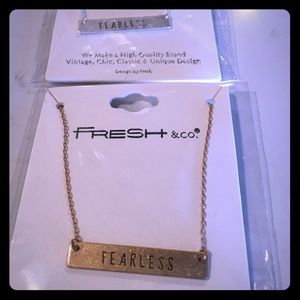 FEARLESS
We Make a High Quality Brand
Vintage, Chic, Classic & Unique Design
Design by Fresh
FRESH & CO.®
FEARLESS